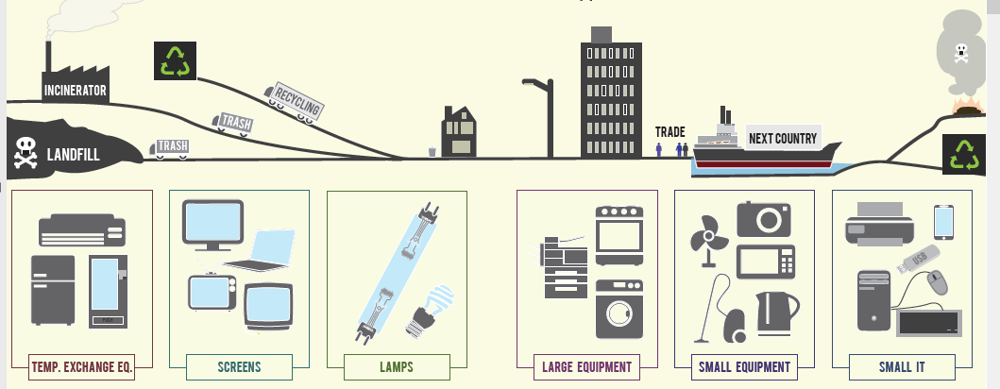 INCINERATOR
RECYCLING
TRASH
TRASH
LANDFILL
TRADE
NEXT COUNTRY
USB
TEMP. EXCHANGE EQ.
SCREENS
LAMPS
LARGE EQUIPMENT
SMALL EQUIPMENT
SMALL IT